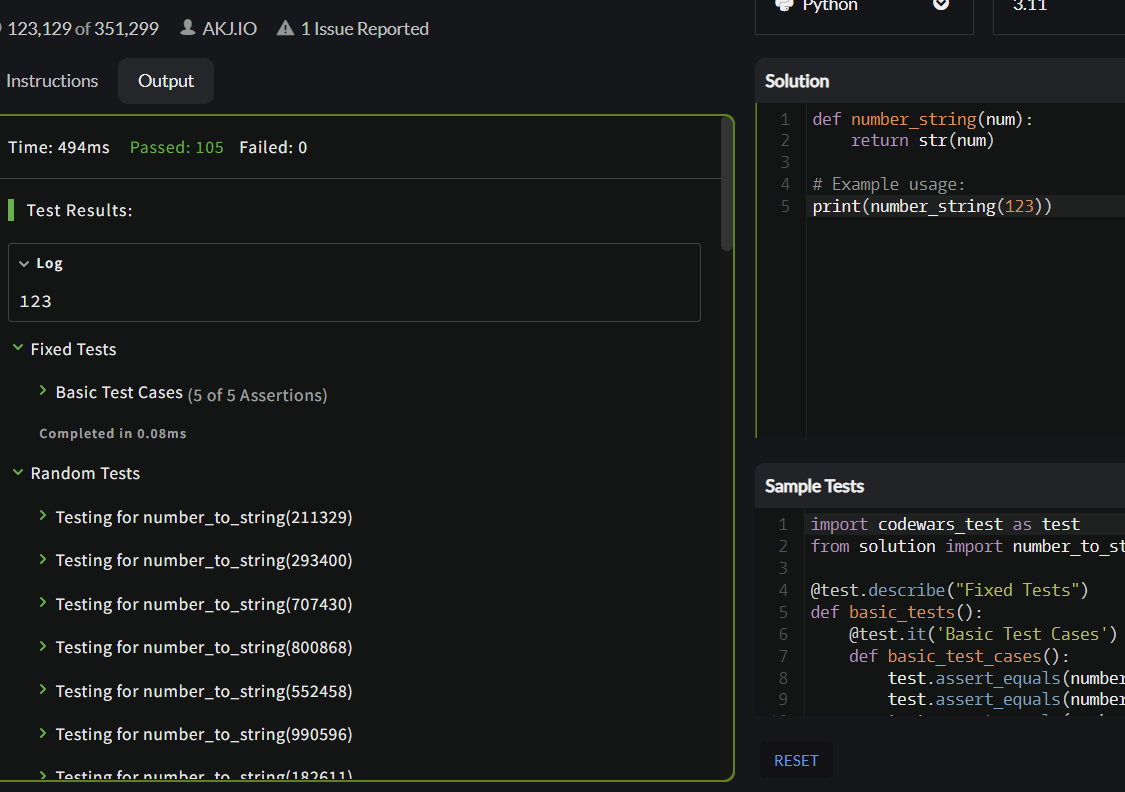 123,129 of 351,299 AKJ.IO 1 Issue Reported
Instructions Output
Time: 494ms Passed: 105 Failed: 0
Test Results:
Log
123
Fixed Tests
Basic Test Cases (5 of 5 Assertions)
Completed in 0.08ms
Random Tests
Testing for number_to_string(211329)
Testing for number_to_string(293400)
Testing for number_to_string(707430)
Testing for number_to_string(800868)
Testing for number_to_string(552458)
Testing for number_to_string(990596)
Testing for number_to_string(182611)
Python 3.11
Solution
1 def number_string(num):
2     return str(num)
3
4 # Example usage:
5 print(number_string(123))
Sample Tests
1 import codewars_test as test
2 from solution import number_to_st
3
4 @test.describe("Fixed Tests")
5 def basic_tests():
6     @test.it('Basic Test Cases')
7     def basic_test_cases():
8         test.assert_equals(number
9         test.assert_equals(number
RESET